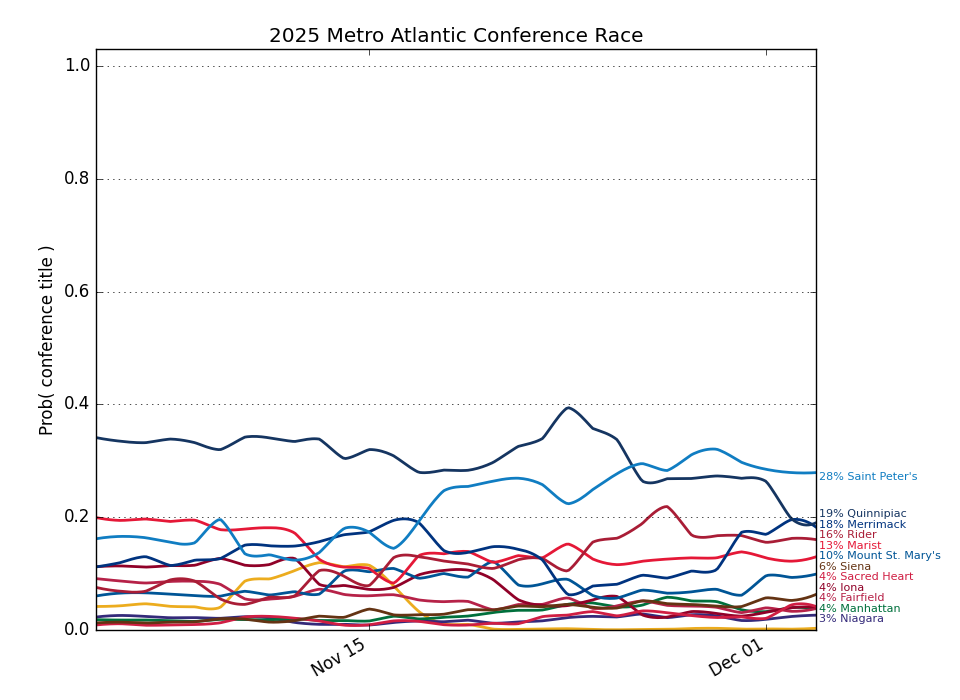 2025 Metro Atlantic Conference Race
Prob( conference title )
1.0
0.8
0.6
0.4
0.2
0.0
Nov 15
Dec 01
28% Saint Peter's
19% Quinnipiac
18% Merrimack
16% Rider
13% Marist
10% Mount St. Mary's
6% Siena
4% Sacred Heart
4% Iona
4% Fairfield
4% Manhattan
3% Niagara